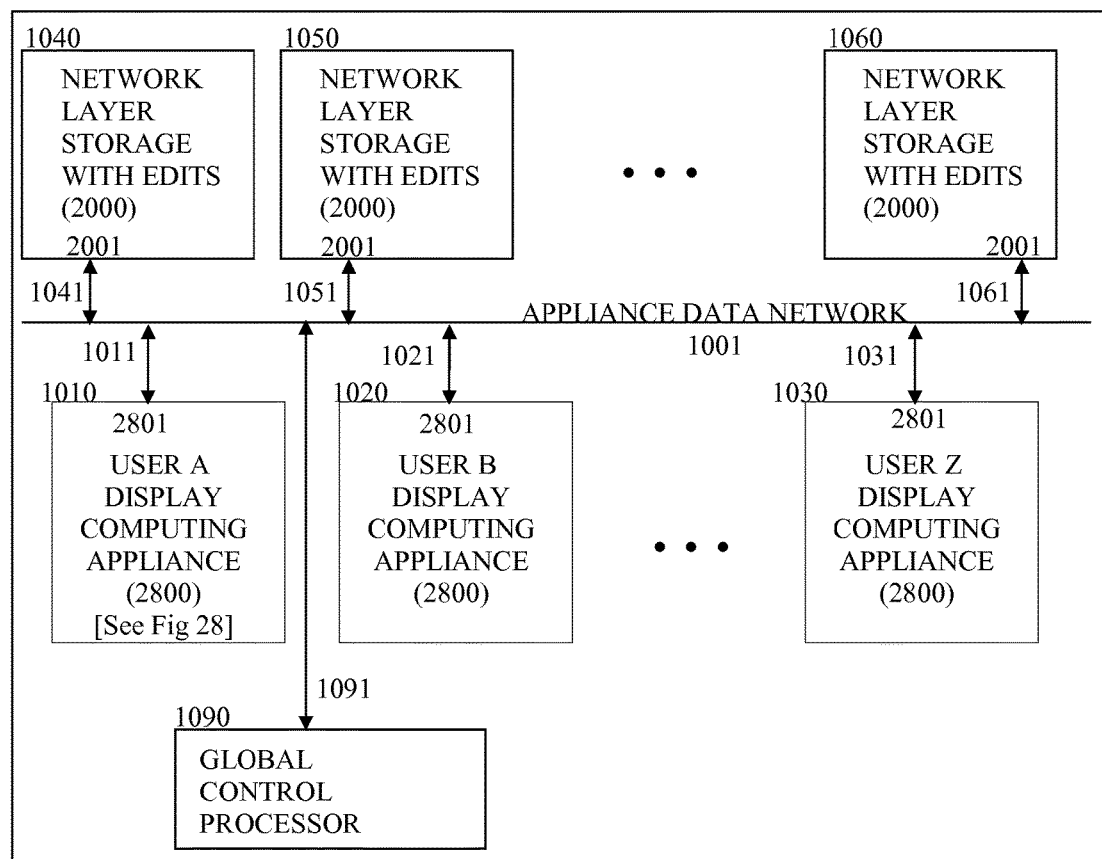 1040
NETWORK
LAYER
STORAGE
WITH EDITS
(2000)
2001
1050
NETWORK
LAYER
STORAGE
WITH EDITS
(2000)
2001
• • •
1060
NETWORK
LAYER
STORAGE
WITH EDITS
(2000)
2001
1041
1051
1061
APPLIANCE DATA NETWORK
1001
1011
1021
1031
1010
2801
USER A
DISPLAY
COMPUTING
APPLIANCE
(2800)
[See Fig 28]
1020
2801
USER B
DISPLAY
COMPUTING
APPLIANCE
(2800)
• • •
1030
2801
USER Z
DISPLAY
COMPUTING
APPLIANCE
(2800)
1091
1090
GLOBAL
CONTROL
PROCESSOR